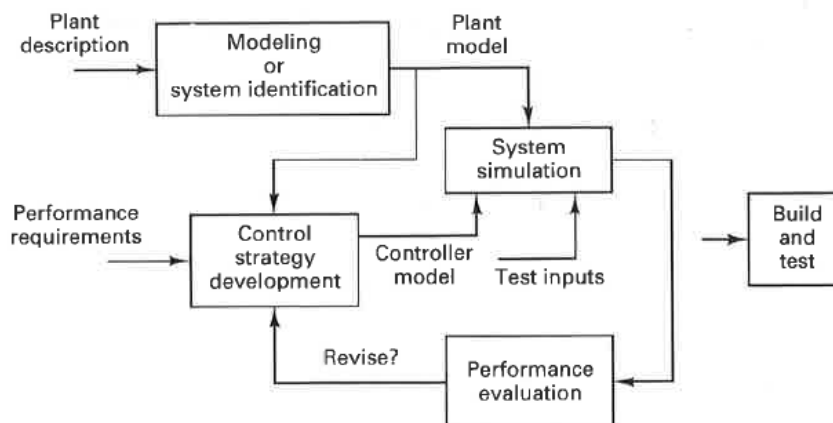 Plant
description
Modeling
or
system identification
Plant
model
System
simulation
Performance
requirements
Control
strategy
development
Controller
model
Test inputs
Build
and
test
Revise?
Performance
evaluation